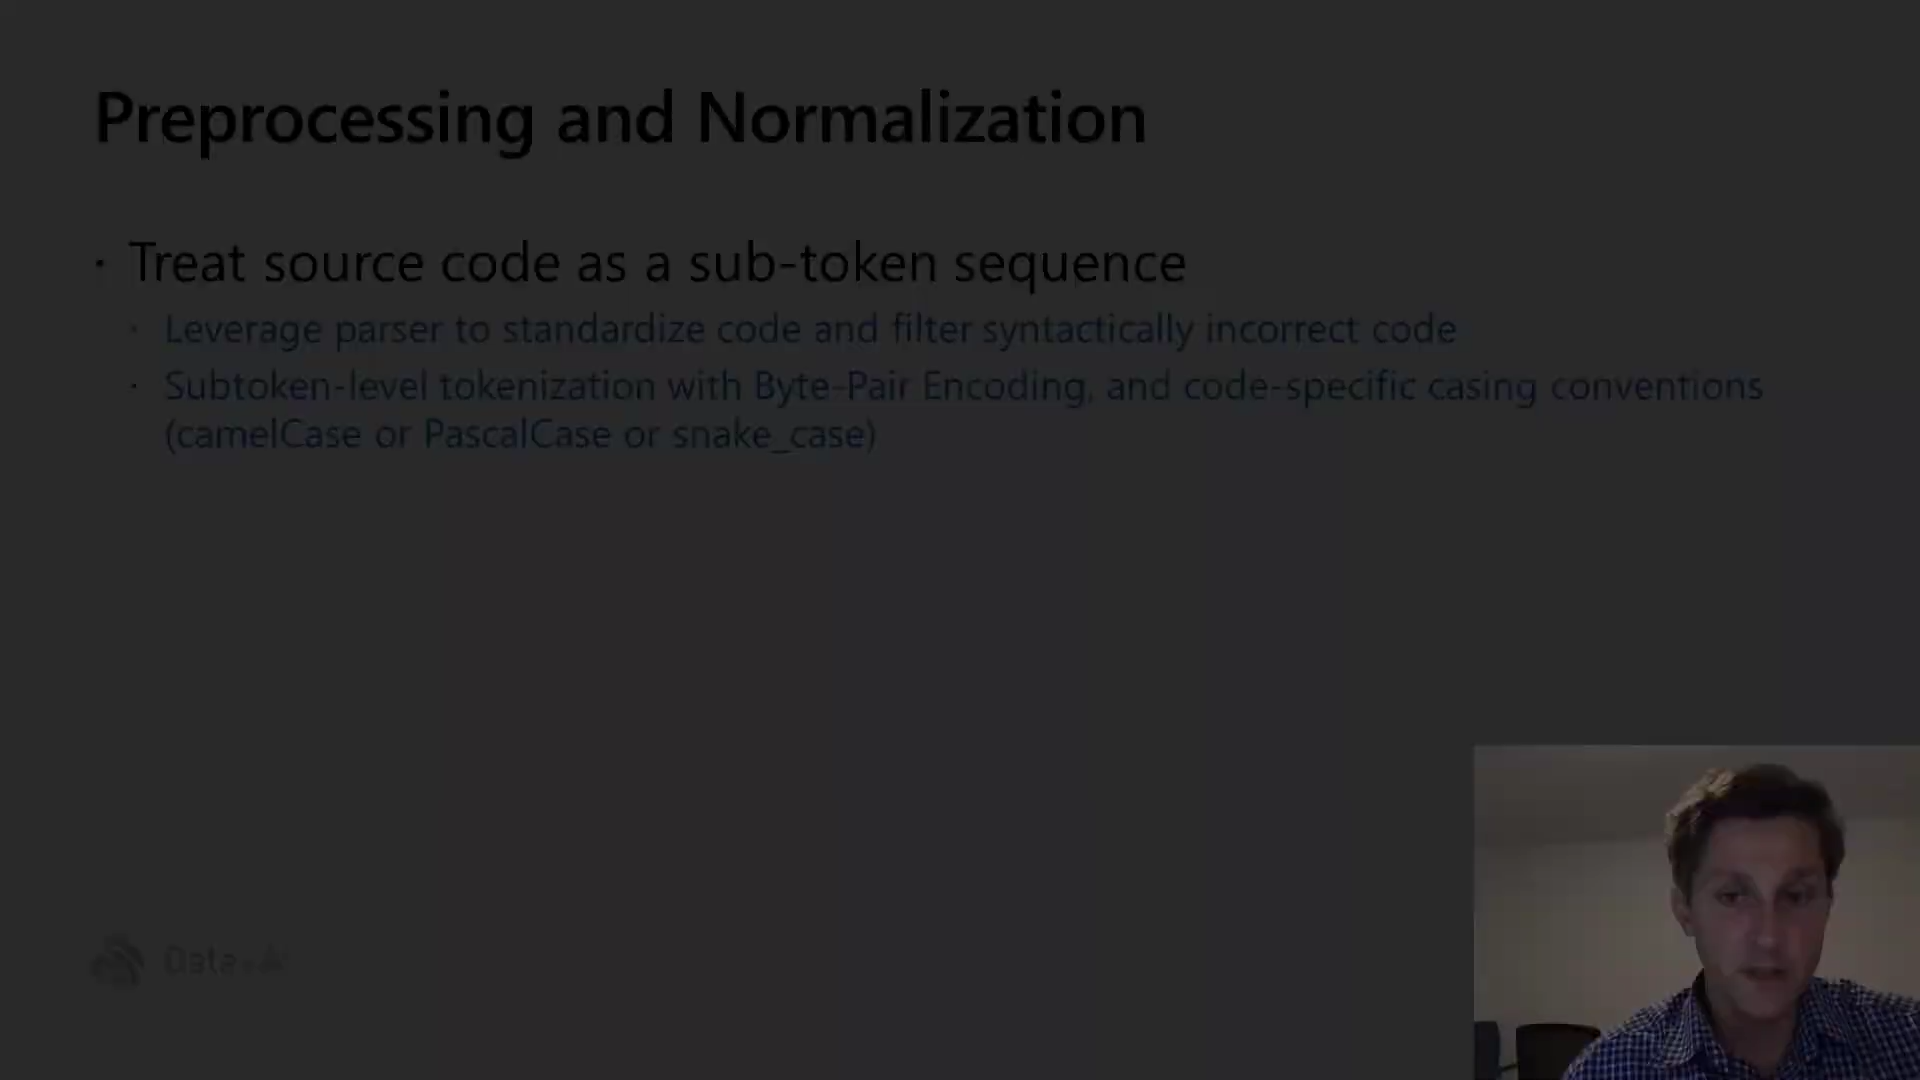 Preprocessing and Normalization
· Treat source code as a sub-token sequence
· Leverage parser to standardize code and filter syntactically incorrect code
· Subtoken-level tokenization with Byte-Pair Encoding, and code-specific casing conventions
(camelCase or PascalCase or snake_case)
Data